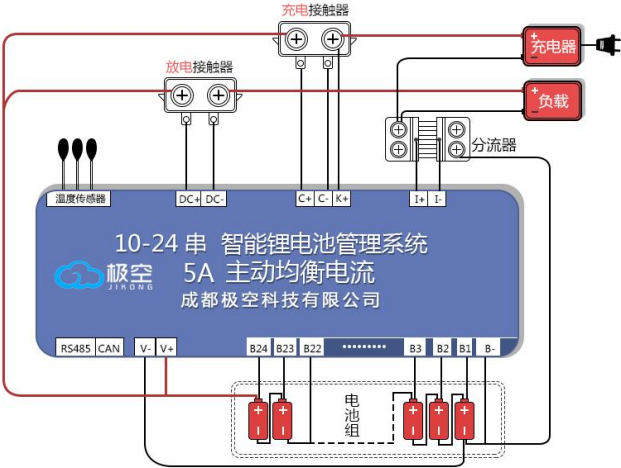 充电接触器
充电器
放电接触器
负载
分流器
温度传感器
DC+ DC-
C+ C- K+
I+ I-
10-24 串 智能锂电池管理系统
极空
JIKONG
5A 主动均衡电流
成都极空科技有限公司
RS485 CAN
V- V+
B24 B23 B22 ········· B3 B2 B1 B-
电池组